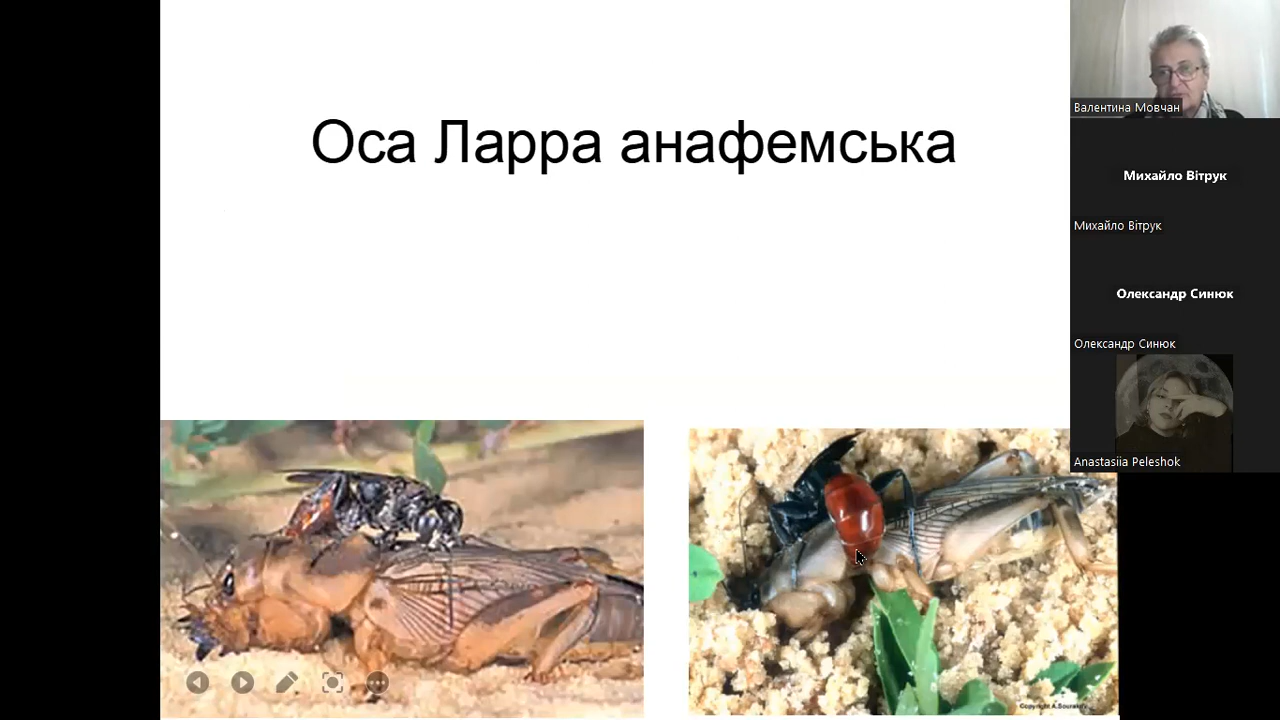 Оса Ларра анафемська
Валентина Мовчан
Михайло Вітрук
Михайло Вітрук
Олександр Синюк
Олександр Синюк
Anastasiia Peleshok